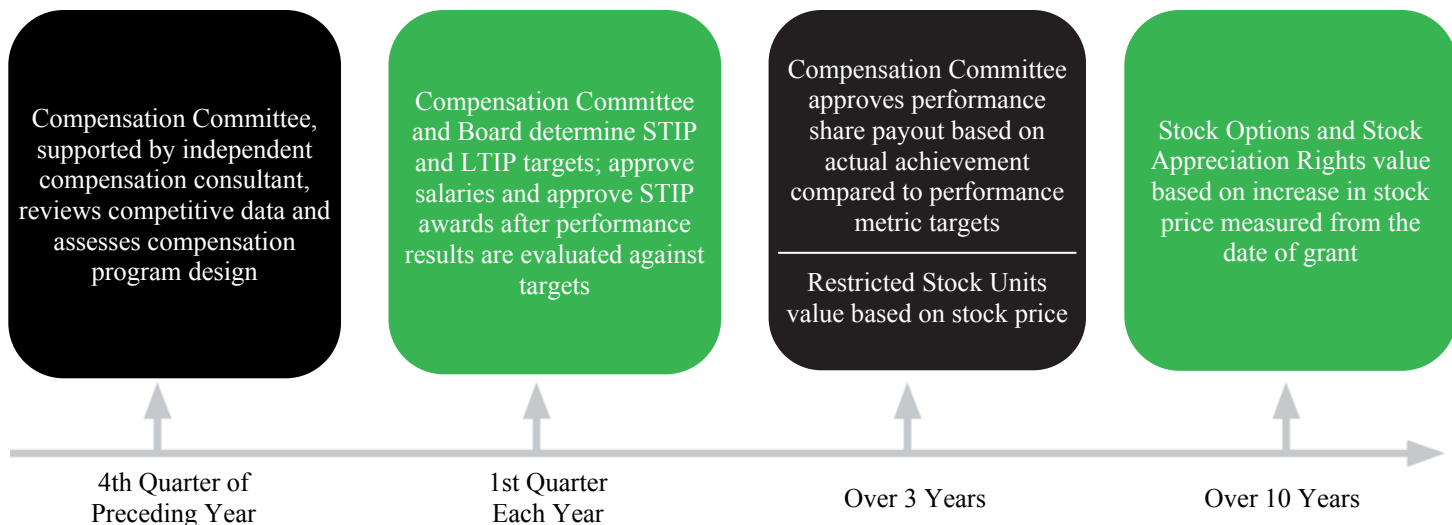 Compensation Committee,
supported by independent
compensation consultant,
reviews competitive data and
assesses compensation
program design
Compensation Committee
and Board determine STIP
and LTIP targets; approve
salaries and approve STIP
awards after performance
results are evaluated against
targets
Compensation Committee
approves performance
share payout based on
actual achievement
compared to performance
metric targets
Restricted Stock Units
value based on stock price
Stock Options and Stock
Appreciation Rights value
based on increase in stock
price measured from the
date of grant
4th Quarter of
Preceding Year
1st Quarter
Each Year
Over 3 Years
Over 10 Years